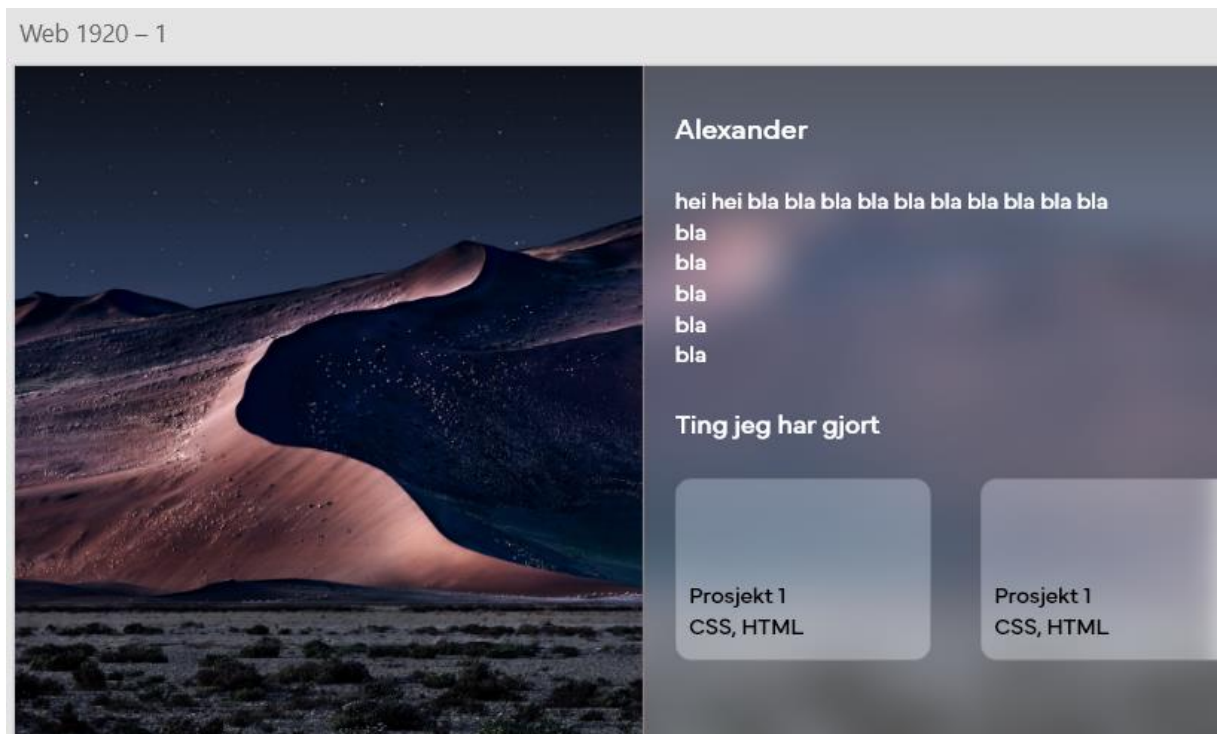 Web 1920 – 1
Alexander
hei hei bla bla bla bla bla bla bla bla bla bla
bla
bla
bla
bla
bla
Ting jeg har gjort
Prosjekt 1
CSS, HTML
Prosjekt 1
CSS, HTML